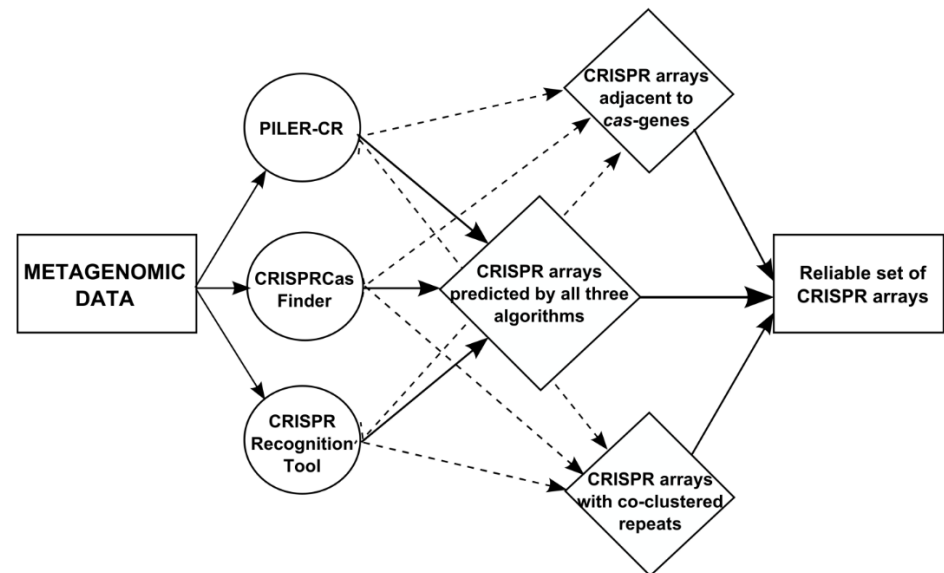 METAGENOMIC
DATA
PILER-CR
CRISPRCas
Finder
CRISPR
Recognition
Tool
CRISPR arrays
adjacent to
cas-genes
CRISPR arrays
predicted by all three
algorithms
CRISPR arrays
with co-clustered
repeats
Reliable set of
CRISPR arrays